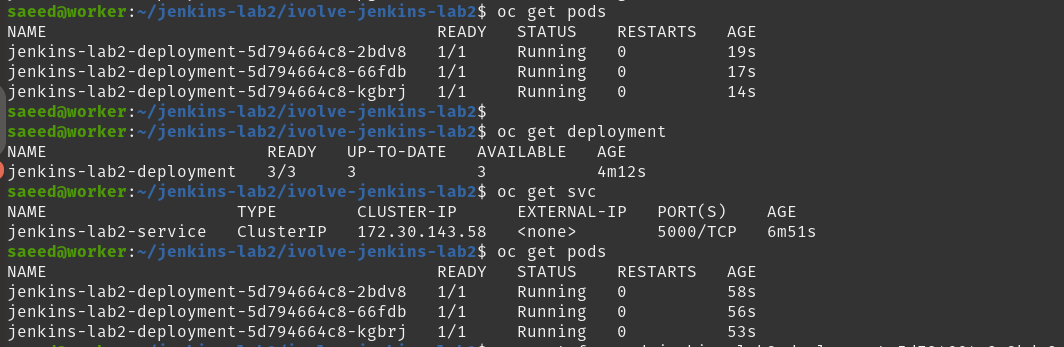 saeed@worker:~/jenkins-lab2/ivolve-jenkins-lab2$ oc get pods
NAME READY STATUS RESTARTS AGE
jenkins-lab2-deployment-5d794664c8-2bdv8 1/1 Running 0 19s
jenkins-lab2-deployment-5d794664c8-66fdb 1/1 Running 0 17s
jenkins-lab2-deployment-5d794664c8-kgbrj 1/1 Running 0 14s
saeed@worker:~/jenkins-lab2/ivolve-jenkins-lab2$
saeed@worker:~/jenkins-lab2/ivolve-jenkins-lab2$ oc get deployment
NAME READY UP-TO-DATE AVAILABLE AGE
jenkins-lab2-deployment 3/3 3 3 4m12s
saeed@worker:~/jenkins-lab2/ivolve-jenkins-lab2$ oc get svc
NAME TYPE CLUSTER-IP EXTERNAL-IP PORT(S) AGE
jenkins-lab2-service ClusterIP 172.30.143.58 <none> 5000/TCP 6m51s
saeed@worker:~/jenkins-lab2/ivolve-jenkins-lab2$ oc get pods
NAME READY STATUS RESTARTS AGE
jenkins-lab2-deployment-5d794664c8-2bdv8 1/1 Running 0 58s
jenkins-lab2-deployment-5d794664c8-66fdb 1/1 Running 0 56s
jenkins-lab2-deployment-5d794664c8-kgbrj 1/1 Running 0 53s